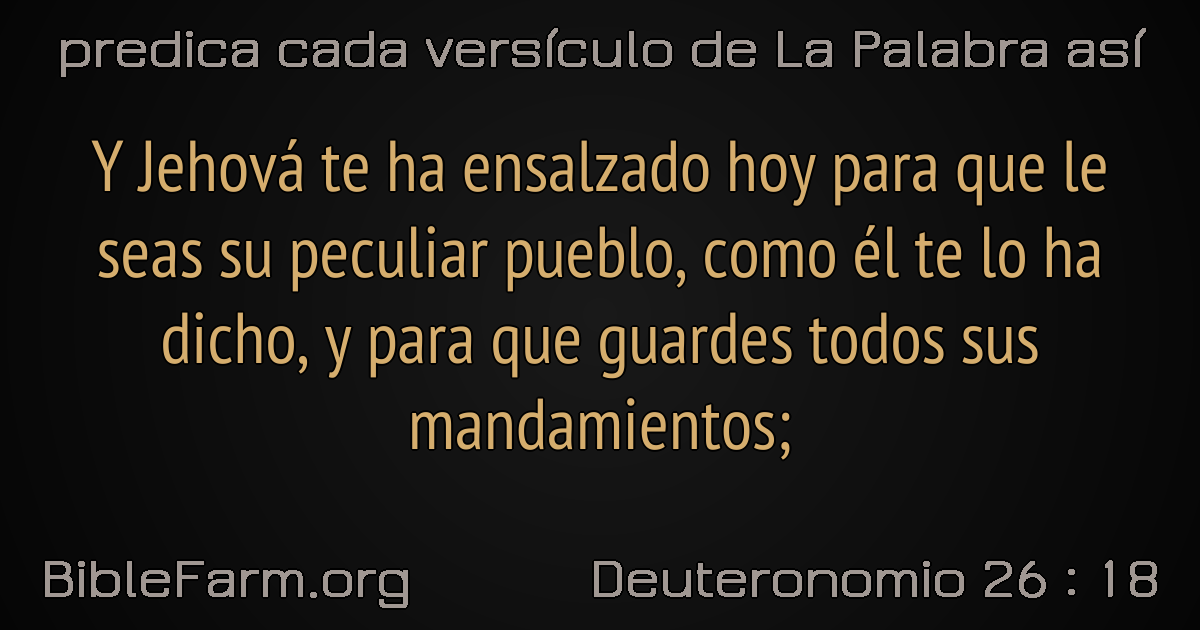 predica cada versículo de La Palabra así
Y Jehová te ha ensalzado hoy para que le
seas su peculiar pueblo, como él te lo ha
dicho, y para que guardes todos sus
mandamientos;
BibleFarm.org
Deuteronomio 26 : 18